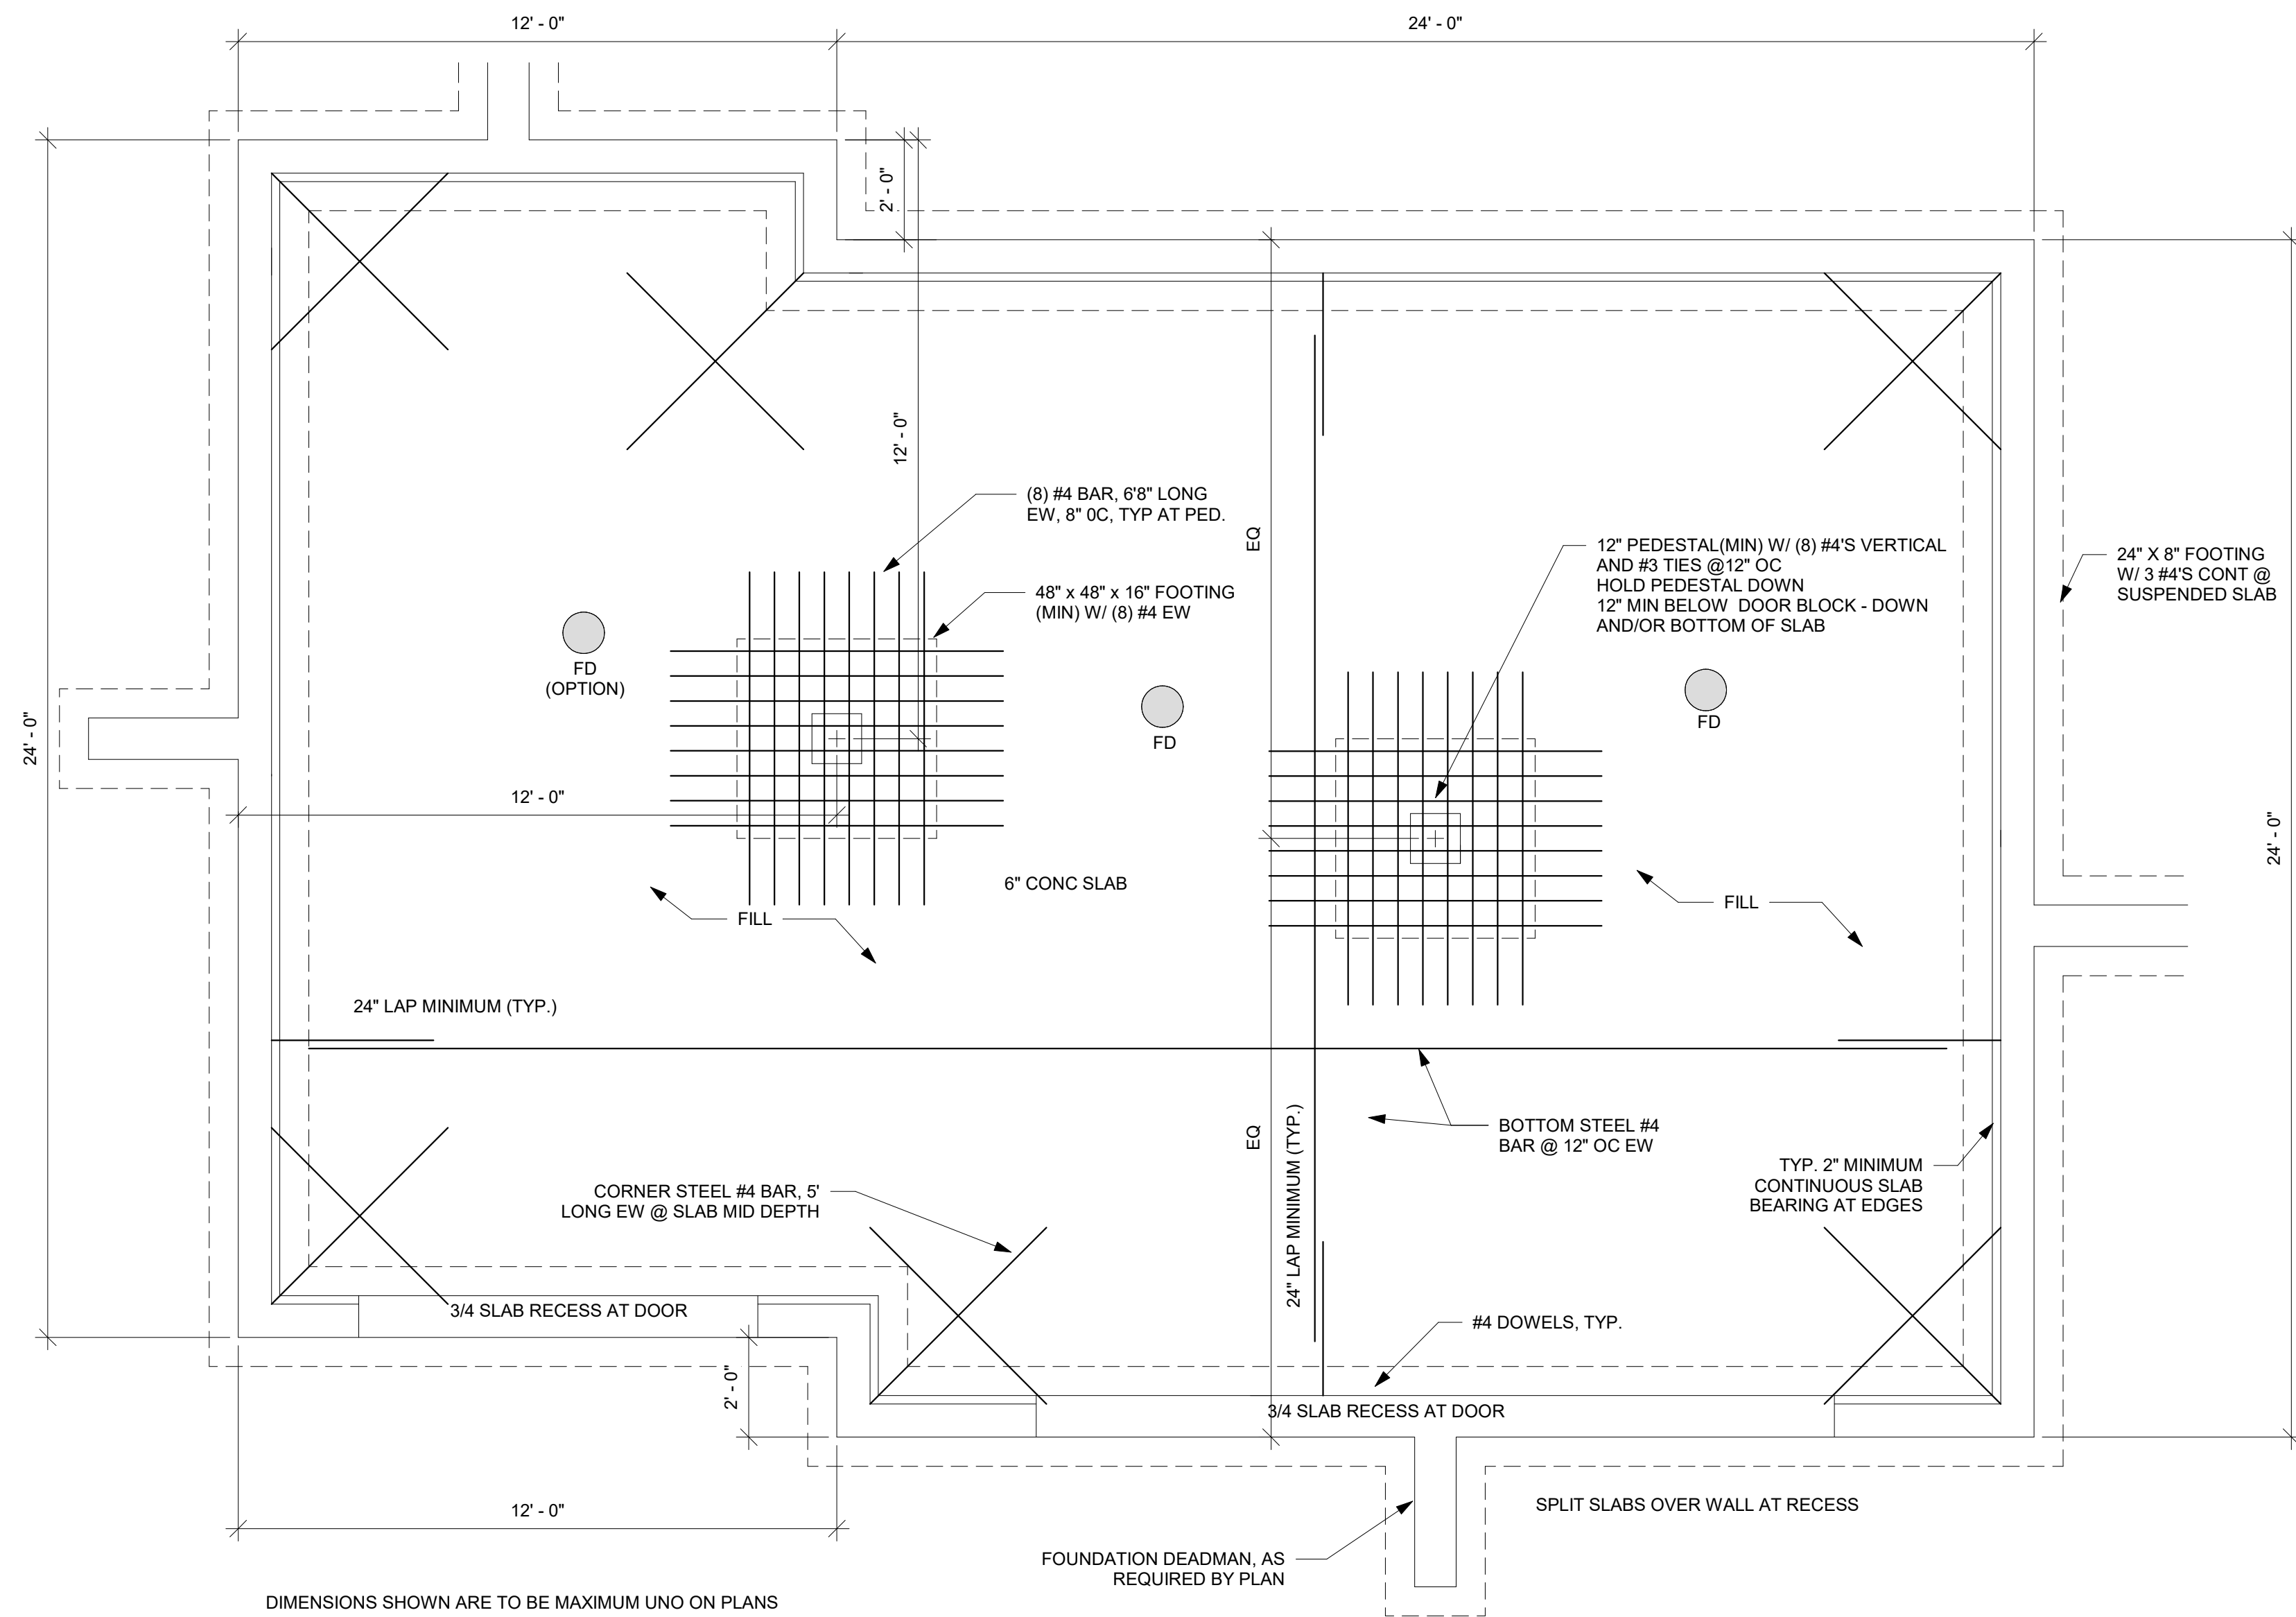 12' - 0"
24' - 0"
2' - 0"
12' - 0"
(8) #4 BAR, 6'8" LONG
EW, 8" 0C, TYP AT PED.
EQ
12" PEDESTAL(MIN) W/ (8) #4'S VERTICAL
AND #3 TIES @12" OC
HOLD PEDESTAL DOWN
12" MIN BELOW DOOR BLOCK - DOWN
AND/OR BOTTOM OF SLAB
24" X 8" FOOTING
W/ 3 #4'S CONT @
SUSPENDED SLAB
48" x 48" x 16" FOOTING
(MIN) W/ (8) #4 EW
FD
(OPTION)
FD
FD
24' - 0"
12' - 0"
24' - 0"
6" CONC SLAB
FILL
FILL
24" LAP MINIMUM (TYP.)
BOTTOM STEEL #4
BAR @ 12" OC EW
EQ
24" LAP MINIMUM (TYP.)
TYP. 2" MINIMUM
CONTINUOUS SLAB
BEARING AT EDGES
CORNER STEEL #4 BAR, 5'
LONG EW @ SLAB MID DEPTH
3/4 SLAB RECESS AT DOOR
#4 DOWELS, TYP.
2' - 0"
3/4 SLAB RECESS AT DOOR
12' - 0"
SPLIT SLABS OVER WALL AT RECESS
FOUNDATION DEADMAN, AS
REQUIRED BY PLAN
DIMENSIONS SHOWN ARE TO BE MAXIMUM UNO ON PLANS